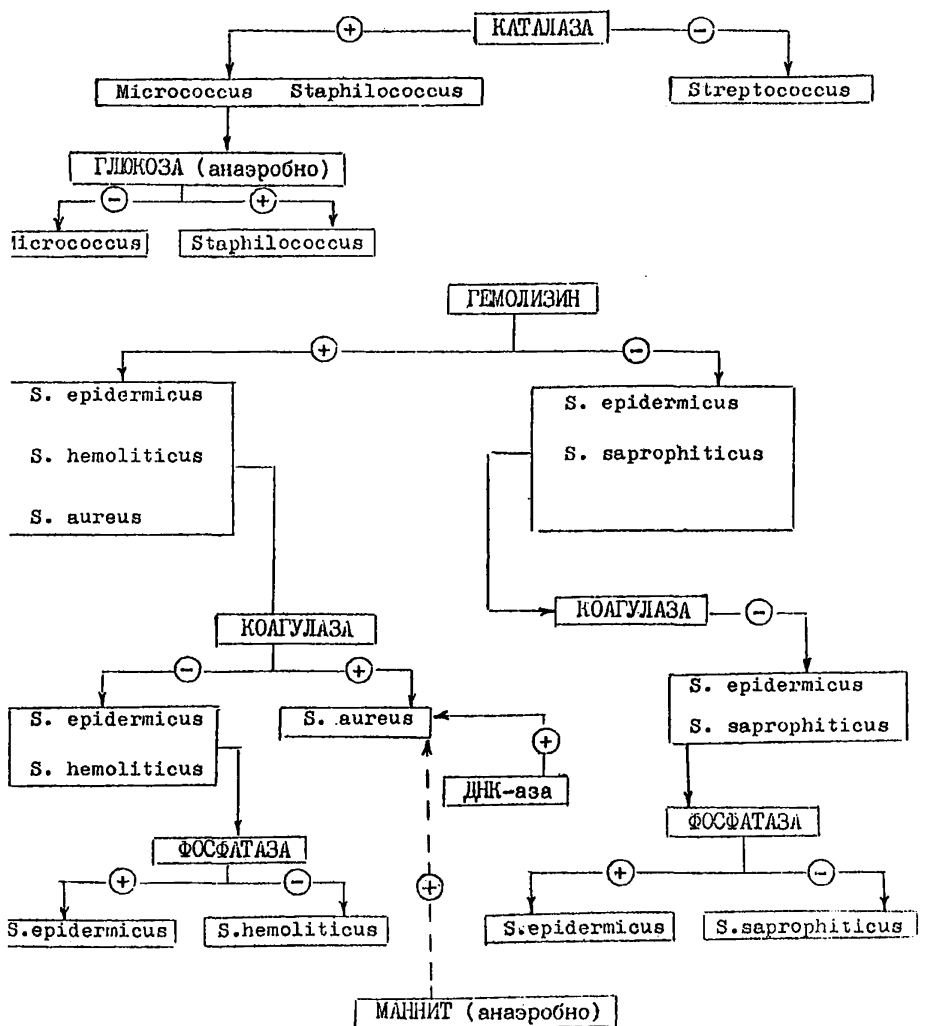 КАТАЛАЗА
+
−
Micrococcus Staphilococcus
Streptococcus
ГЛЮКОЗА (анаэробно)
−
+
Micrococcus
Staphilococcus
ГЕМОЛИЗИН
+
−
S. epidermicus
S. hemoliticus
S. aureus
S. epidermicus
S. saprophiticus
КОАГУЛАЗА
−
КОАГУЛАЗА
−
+
S. epidermicus
S. hemoliticus
S. aureus
+
ДНК-аза
S. epidermicus
S. saprophiticus
ФОСФАТАЗА
+
−
S.epidermicus
S.hemoliticus
+
МАННИТ (анаэробно)
ФОСФАТАЗА
+
−
S.epidermicus
S.saprophiticus